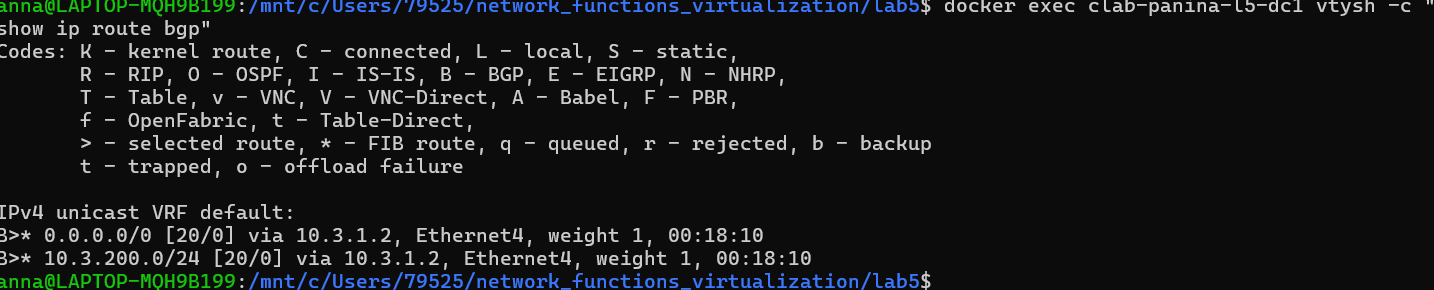 anna@LAPTOP-MQH9B199:/mnt/c/Users/79525/network_functions_virtualization/lab5$ docker exec clab-panina-l5-dc1 vtysh -c "
show ip route bgp"
Codes: K - kernel route, C - connected, L - local, S - static,
       R - RIP, O - OSPF, I - IS-IS, B - BGP, E - EIGRP, N - NHRP,
       T - Table, v - VNC, V - VNC-Direct, A - Babel, F - PBR,
       f - OpenFabric, t - Table-Direct,
       > - selected route, * - FIB route, q - queued, r - rejected, b - backup
       t - trapped, o - offload failure

IPv4 unicast VRF default:
B>* 0.0.0.0/0 [20/0] via 10.3.1.2, Ethernet4, weight 1, 00:18:10
B>* 10.3.200.0/24 [20/0] via 10.3.1.2, Ethernet4, weight 1, 00:18:10
anna@LAPTOP-MQH9B199:/mnt/c/Users/79525/network_functions_virtualization/lab5$